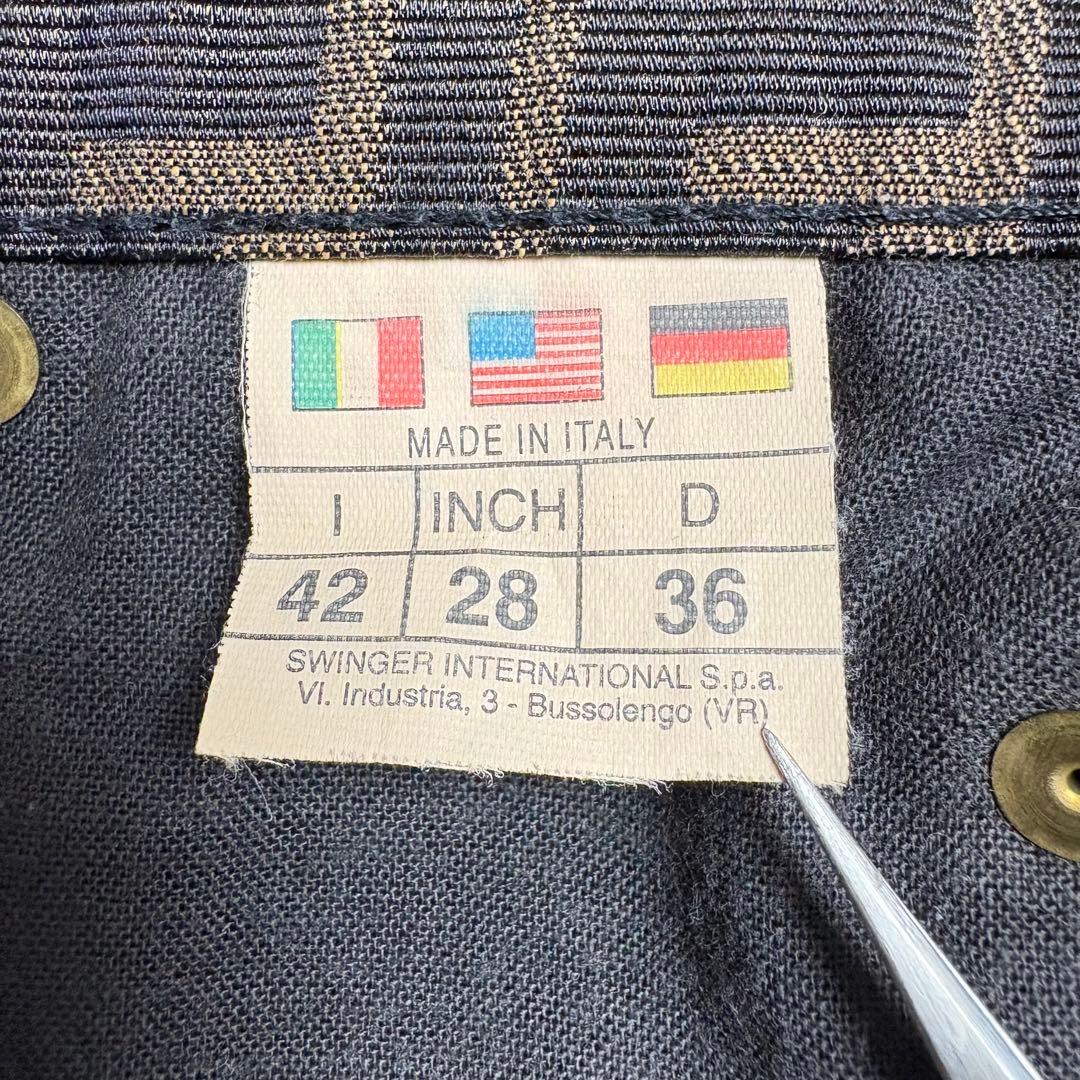 MADE IN ITALY
I INCH D
42 28 36
SWINGER INTERNATIONAL S.p.a.
Vl. Industria, 3 - Bussolengo (VR)